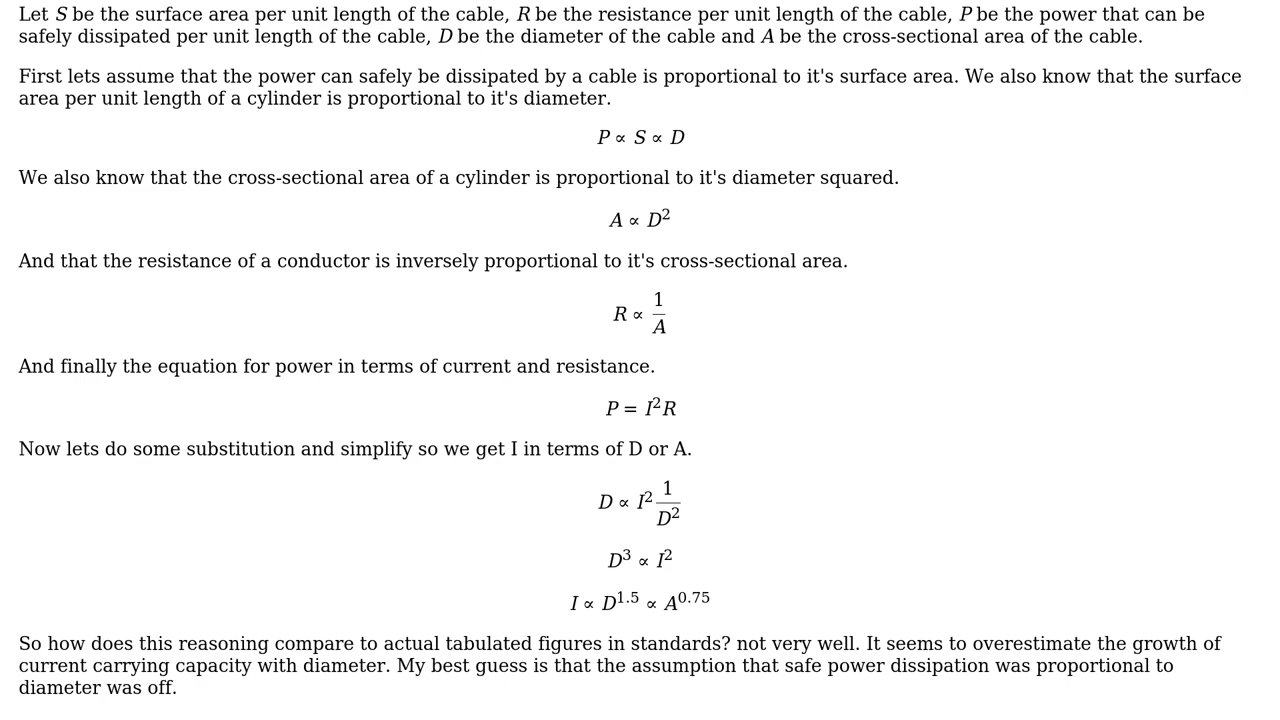 Let S be the surface area per unit length of the cable, R be the resistance per unit length of the cable, P be the power that can be
safely dissipated per unit length of the cable, D be the diameter of the cable and A be the cross-sectional area of the cable.
First lets assume that the power can safely be dissipated by a cable is proportional to it's surface area. We also know that the surface
area per unit length of a cylinder is proportional to it's diameter.
P ∝ S ∝ D
We also know that the cross-sectional area of a cylinder is proportional to it's diameter squared.
A ∝ D²
And that the resistance of a conductor is inversely proportional to it's cross-sectional area.
R ∝ 1/A
And finally the equation for power in terms of current and resistance.
P = I²R
Now lets do some substitution and simplify so we get I in terms of D or A.
D ∝ I² 1/D²
D³ ∝ I²
I ∝ D^1.5 ∝ A^0.75
So how does this reasoning compare to actual tabulated figures in standards? not very well. It seems to overestimate the growth of
current carrying capacity with diameter. My best guess is that the assumption that safe power dissipation was proportional to
diameter was off.